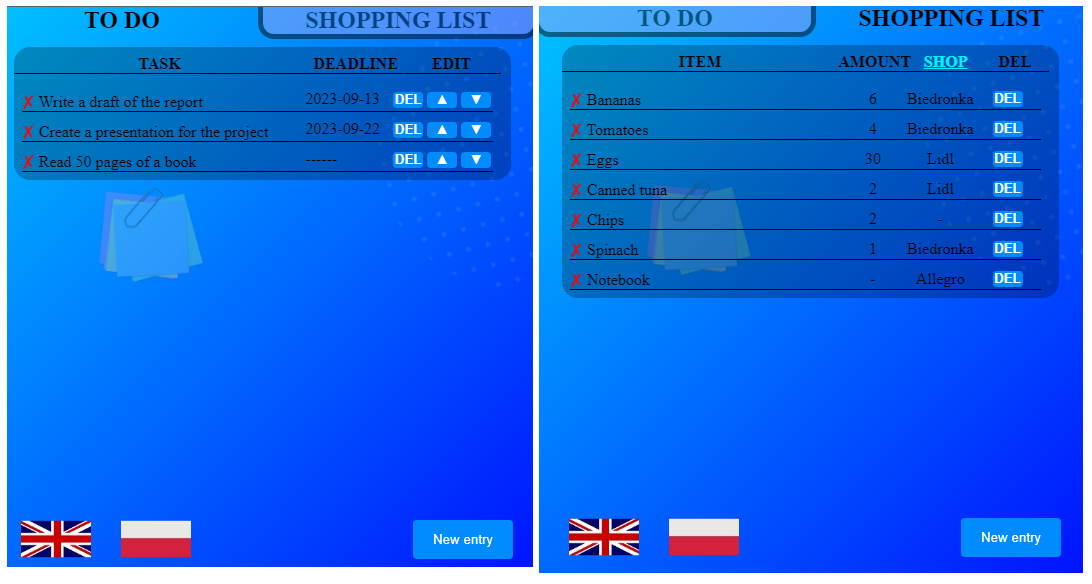 TO DO SHOPPING LIST
TASK DEADLINE EDIT
✗ Write a draft of the report 2023-09-13 DEL ▲ ▼
✗ Create a presentation for the project 2023-09-22 DEL ▲ ▼
✗ Read 50 pages of a book ------ DEL ▲ ▼
New entry
TO DO SHOPPING LIST
ITEM AMOUNT SHOP DEL
✗ Bananas 6 Biedronka DEL
✗ Tomatoes 4 Biedronka DEL
✗ Eggs 30 Lidl DEL
✗ Canned tuna 2 Lidl DEL
✗ Chips 2 - DEL
✗ Spinach 1 Biedronka DEL
✗ Notebook - Allegro DEL
New entry